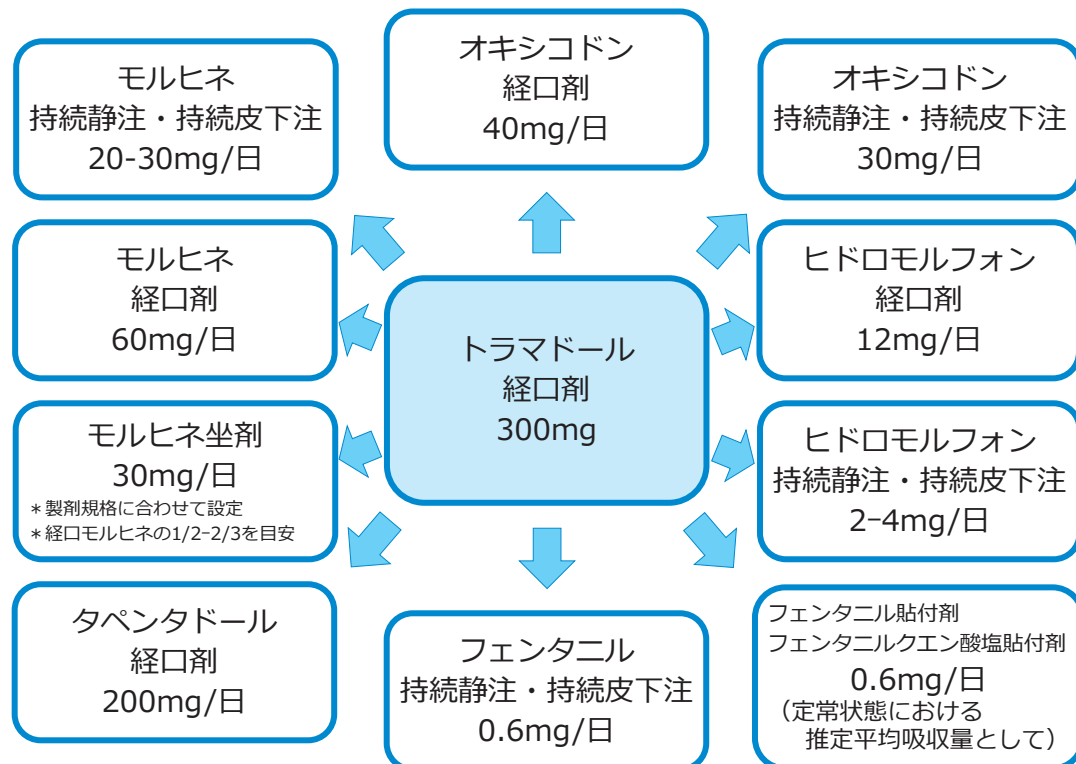 モルヒネ
持続静注・持続皮下注
20-30mg/日
オキシコドン
経口剤
40mg/日
オキシコドン
持続静注・持続皮下注
30mg/日
モルヒネ
経口剤
60mg/日
トラマドール
経口剤
300mg
ヒドロモルフォン
経口剤
12mg/日
モルヒネ坐剤
30mg/日
＊製剤規格に合わせて設定
＊経口モルヒネの1/2−2/3を目安
ヒドロモルフォン
持続静注・持続皮下注
2−4mg/日
タペンタドール
経口剤
200mg/日
フェンタニル
持続静注・持続皮下注
0.6mg/日
フェンタニル貼付剤
フェンタニルクエン酸塩貼付剤
0.6mg/日
（定常状態における
推定平均吸収量として）